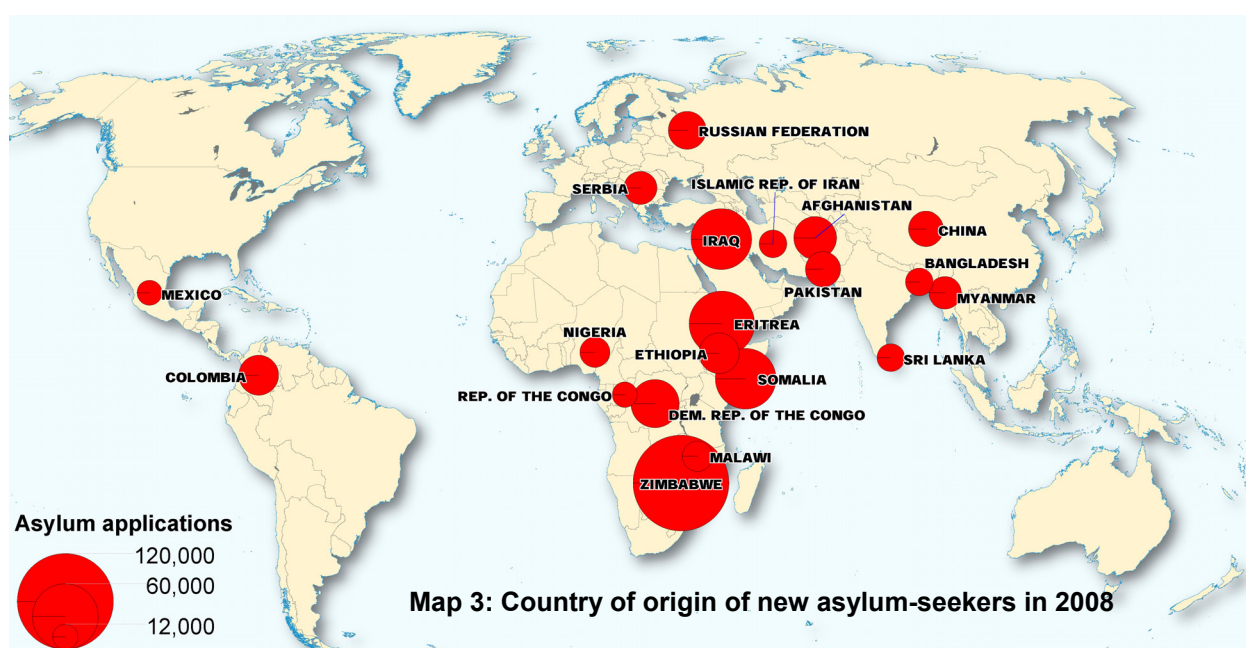 RUSSIAN FEDERATION
SERBIA
ISLAMIC REP. OF IRAN
AFGHANISTAN
IRAQ
CHINA
BANGLADESH
PAKISTAN
MYANMAR
MEXICO
ERITREA
NIGERIA
ETHIOPIA
SRI LANKA
COLOMBIA
SOMALIA
REP. OF THE CONGO
DEM. REP. OF THE CONGO
MALAWI
ZIMBABWE
Asylum applications
120,000
60,000
12,000
Map 3: Country of origin of new asylum-seekers in 2008